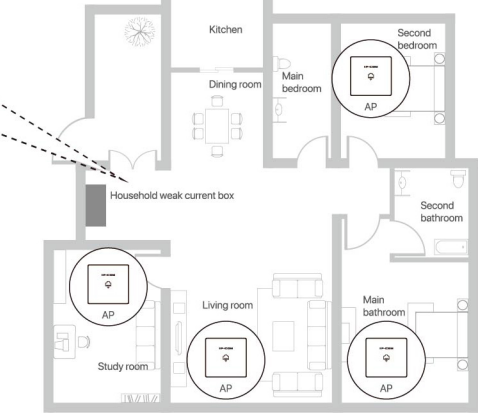 Kitchen
Second
bedroom
Dining room
Main
bedroom
AP
Household weak current box
Second
bathroom
AP
Living room
Main
bathroom
Study room
AP
AP